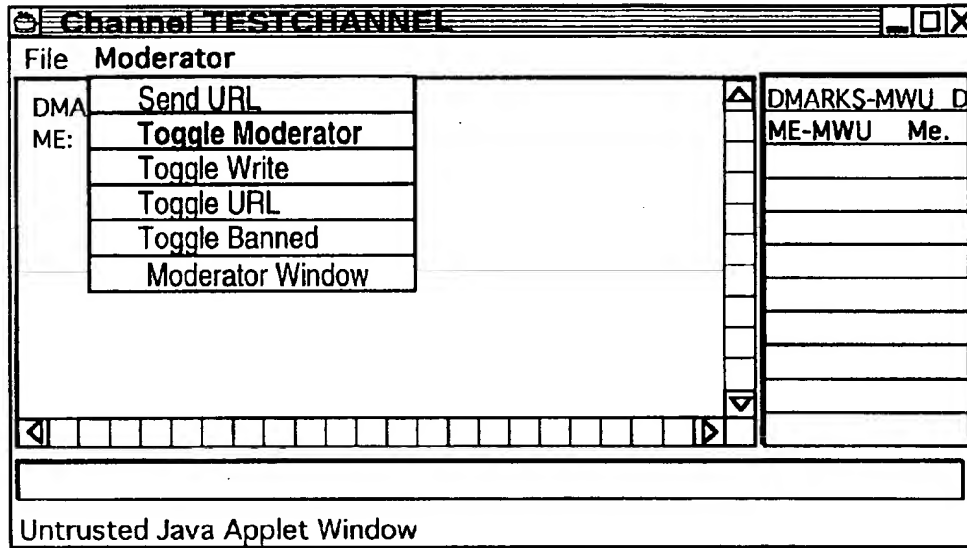 Channel TESTCHANNEL
File Moderator
DMA
ME:
Send URL
Toggle Moderator
Toggle Write
Toggle URL
Toggle Banned
Moderator Window
DMARKS-MWU D
ME-MWU Me.
Untrusted Java Applet Window